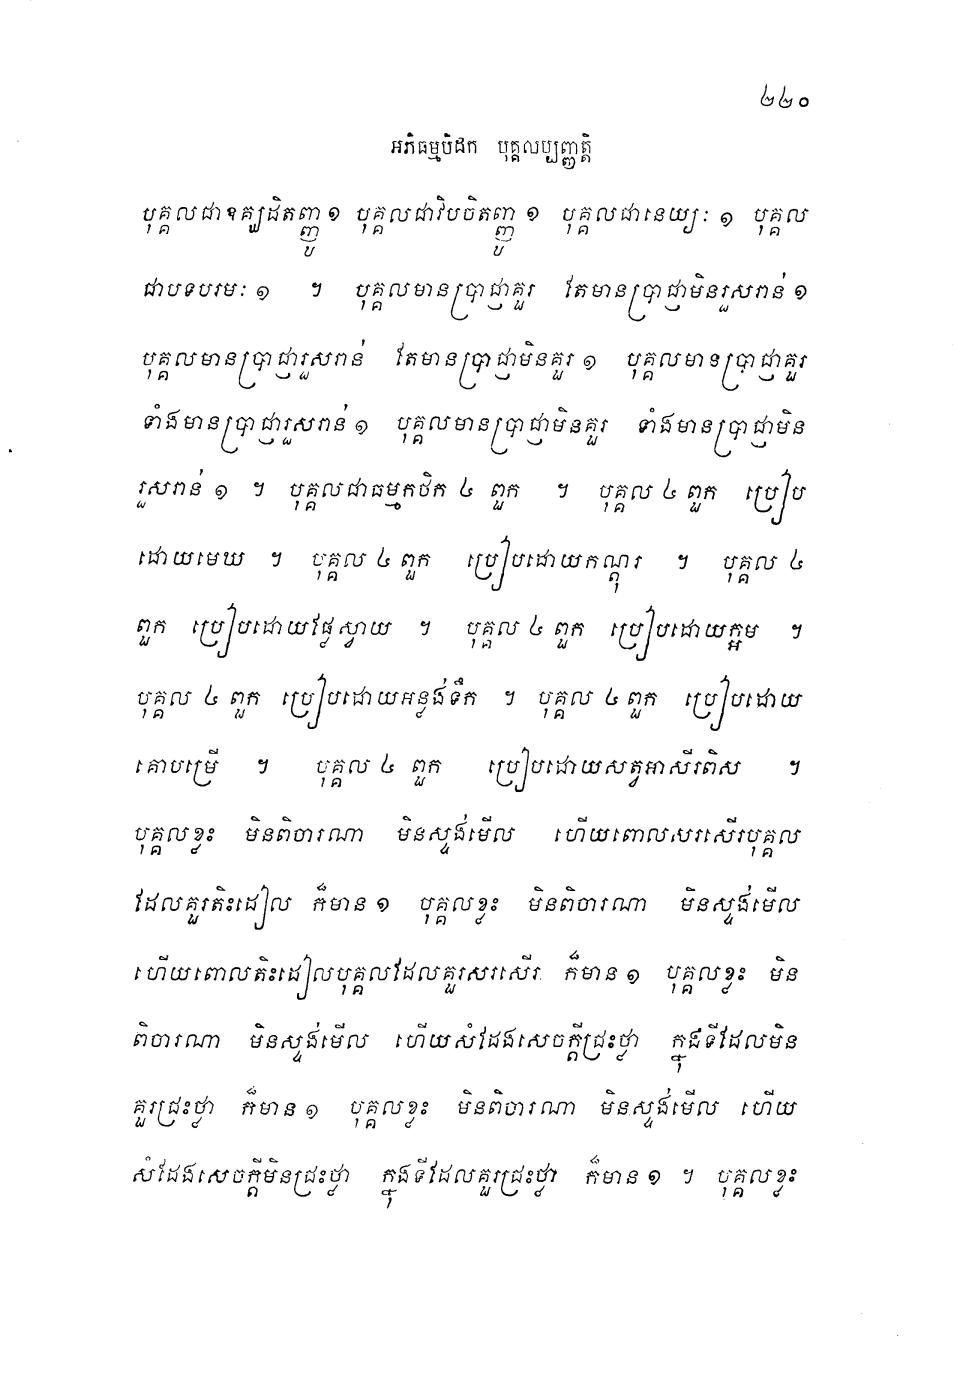 ២២០
អភិធម្មបិដក បុគ្គលប្បញ្ញត្តិ
បុគ្គលជាឧគ្ឃដិតញ្ញូ ១ បុគ្គលជាវិបចិតញ្ញូ ១ បុគ្គលជានេយ្យៈ ១ បុគ្គល
ជាបទបរមៈ ១ ។ បុគ្គលមានប្រាជ្ញាគួរ តែមានប្រាជ្ញាមិនរួសរាន់ ១
បុគ្គលមានប្រាជ្ញារួសរាន់ តែមានប្រាជ្ញាមិនគួរ ១ បុគ្គលមានប្រាជ្ញាគួរ
ទាំងមានប្រាជ្ញារួសរាន់ ១ បុគ្គលមានប្រាជ្ញាមិនគួរ ទាំងមានប្រាជ្ញាមិន
រួសរាន់ ១ ។ បុគ្គលជាធម្មកថិក ៤ ពួក ។ បុគ្គល ៤ ពួក ប្រៀប
ដោយមេឃ ។ បុគ្គល ៤ ពួក ប្រៀបដោយកណ្តុរ ។ បុគ្គល ៤
ពួក ប្រៀបដោយផ្លែស្វាយ ។ បុគ្គល ៤ ពួក ប្រៀបដោយក្អម ។
បុគ្គល ៤ ពួក ប្រៀបដោយអន្លង់ទឹក ។ បុគ្គល ៤ ពួក ប្រៀបដោយ
គោបម្រើ ។ បុគ្គល ៤ ពួក ប្រៀបដោយសត្វអាសីរពិស ។
បុគ្គលខ្លះ មិនពិចារណា មិនស្ទង់មើល ហើយពោលសរសើរបុគ្គល
ដែលគួរតិះដៀល ក៏មាន ១ បុគ្គលខ្លះ មិនពិចារណា មិនស្ទង់មើល
ហើយពោលតិះដៀលបុគ្គលដែលគួរសរសើរ ក៏មាន ១ បុគ្គលខ្លះ មិន
ពិចារណា មិនស្ទង់មើល ហើយសំដែងសេចក្តីជ្រះថ្លា ក្នុងទីដែលមិន
គួរជ្រះថ្លា ក៏មាន ១ បុគ្គលខ្លះ មិនពិចារណា មិនស្ទង់មើល ហើយ
សំដែងសេចក្តីមិនជ្រះថ្លា ក្នុងទីដែលគួរជ្រះថ្លា ក៏មាន ១ ។ បុគ្គលខ្លះ